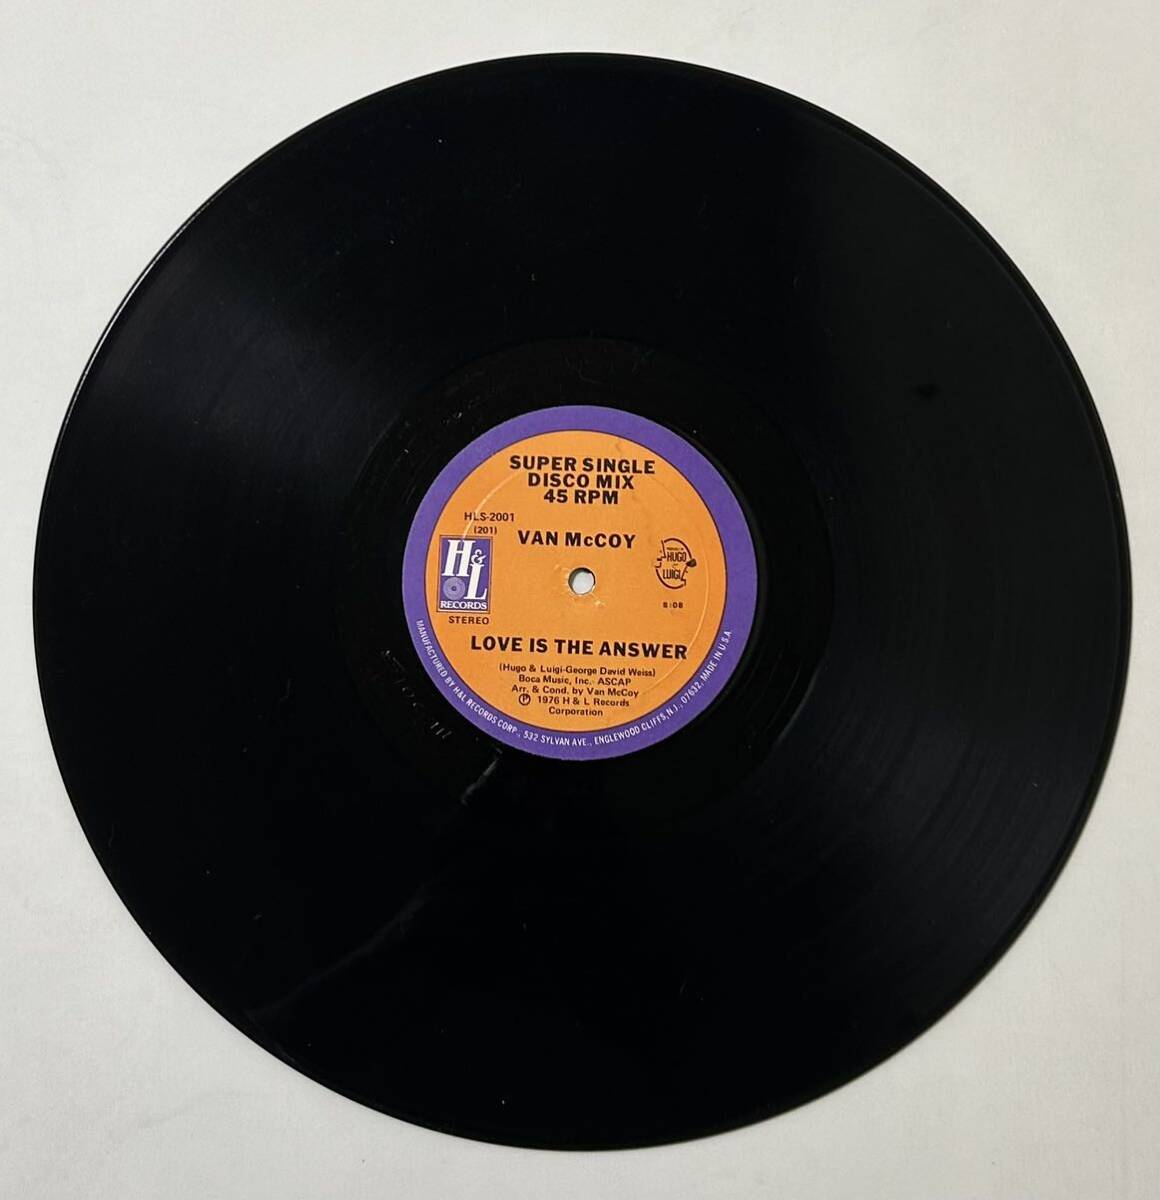 SUPER SINGLE
DISCO MIX
45 RPM
HLS-2001
(201)
VAN McCOY
H&L
RECORDS
STEREO
HUGO
&
LUIGI
8:08
LOVE IS THE ANSWER
(Hugo & Luigi-George David Weiss)
Boca Music, Inc. ASCAP
Arr. & Cond. by Van McCoy
℗ 1976 H & L Records
Corporation
MANUFACTURED BY H&L RECORDS CORP., 532 SYLVAN AVE., ENGLEWOOD CLIFFS, N.J., 07632, MADE IN U.S.A